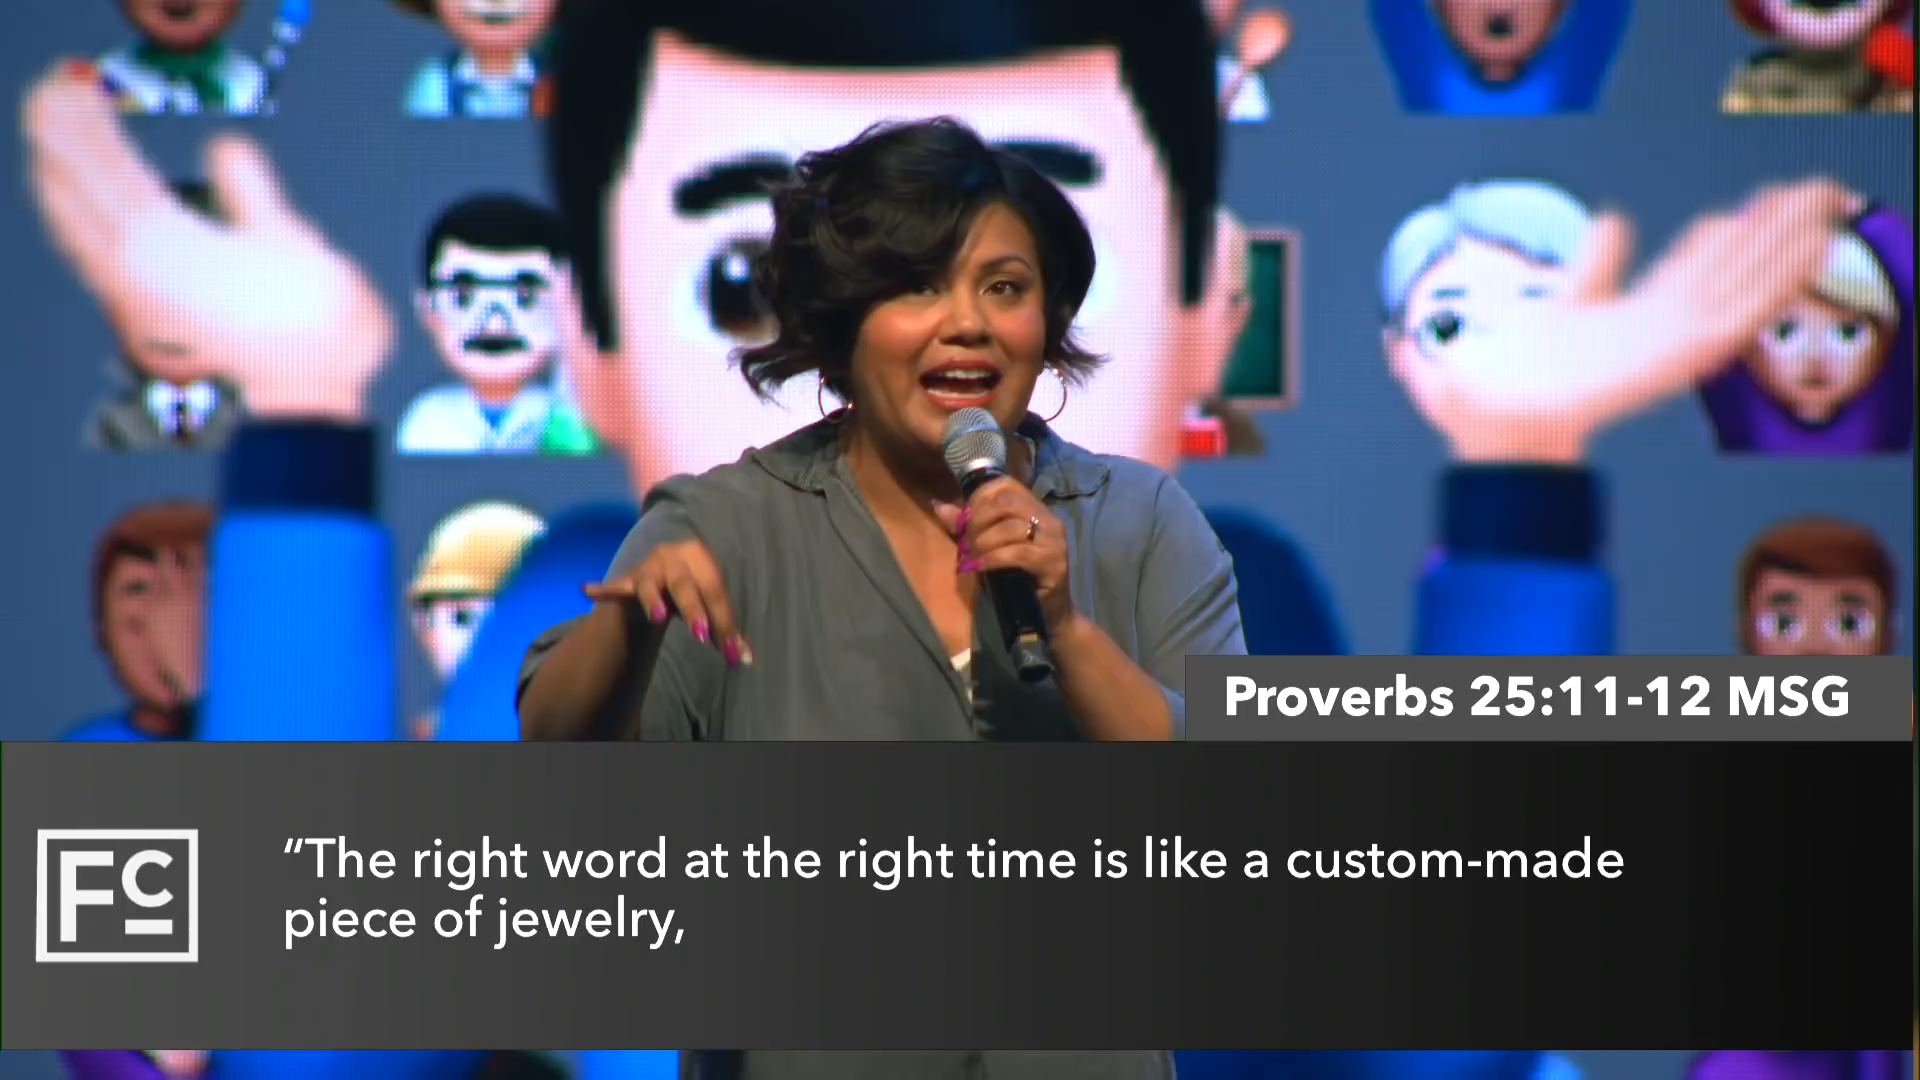 Proverbs 25:11-12 MSG
FC
“The right word at the right time is like a custom-made
piece of jewelry,